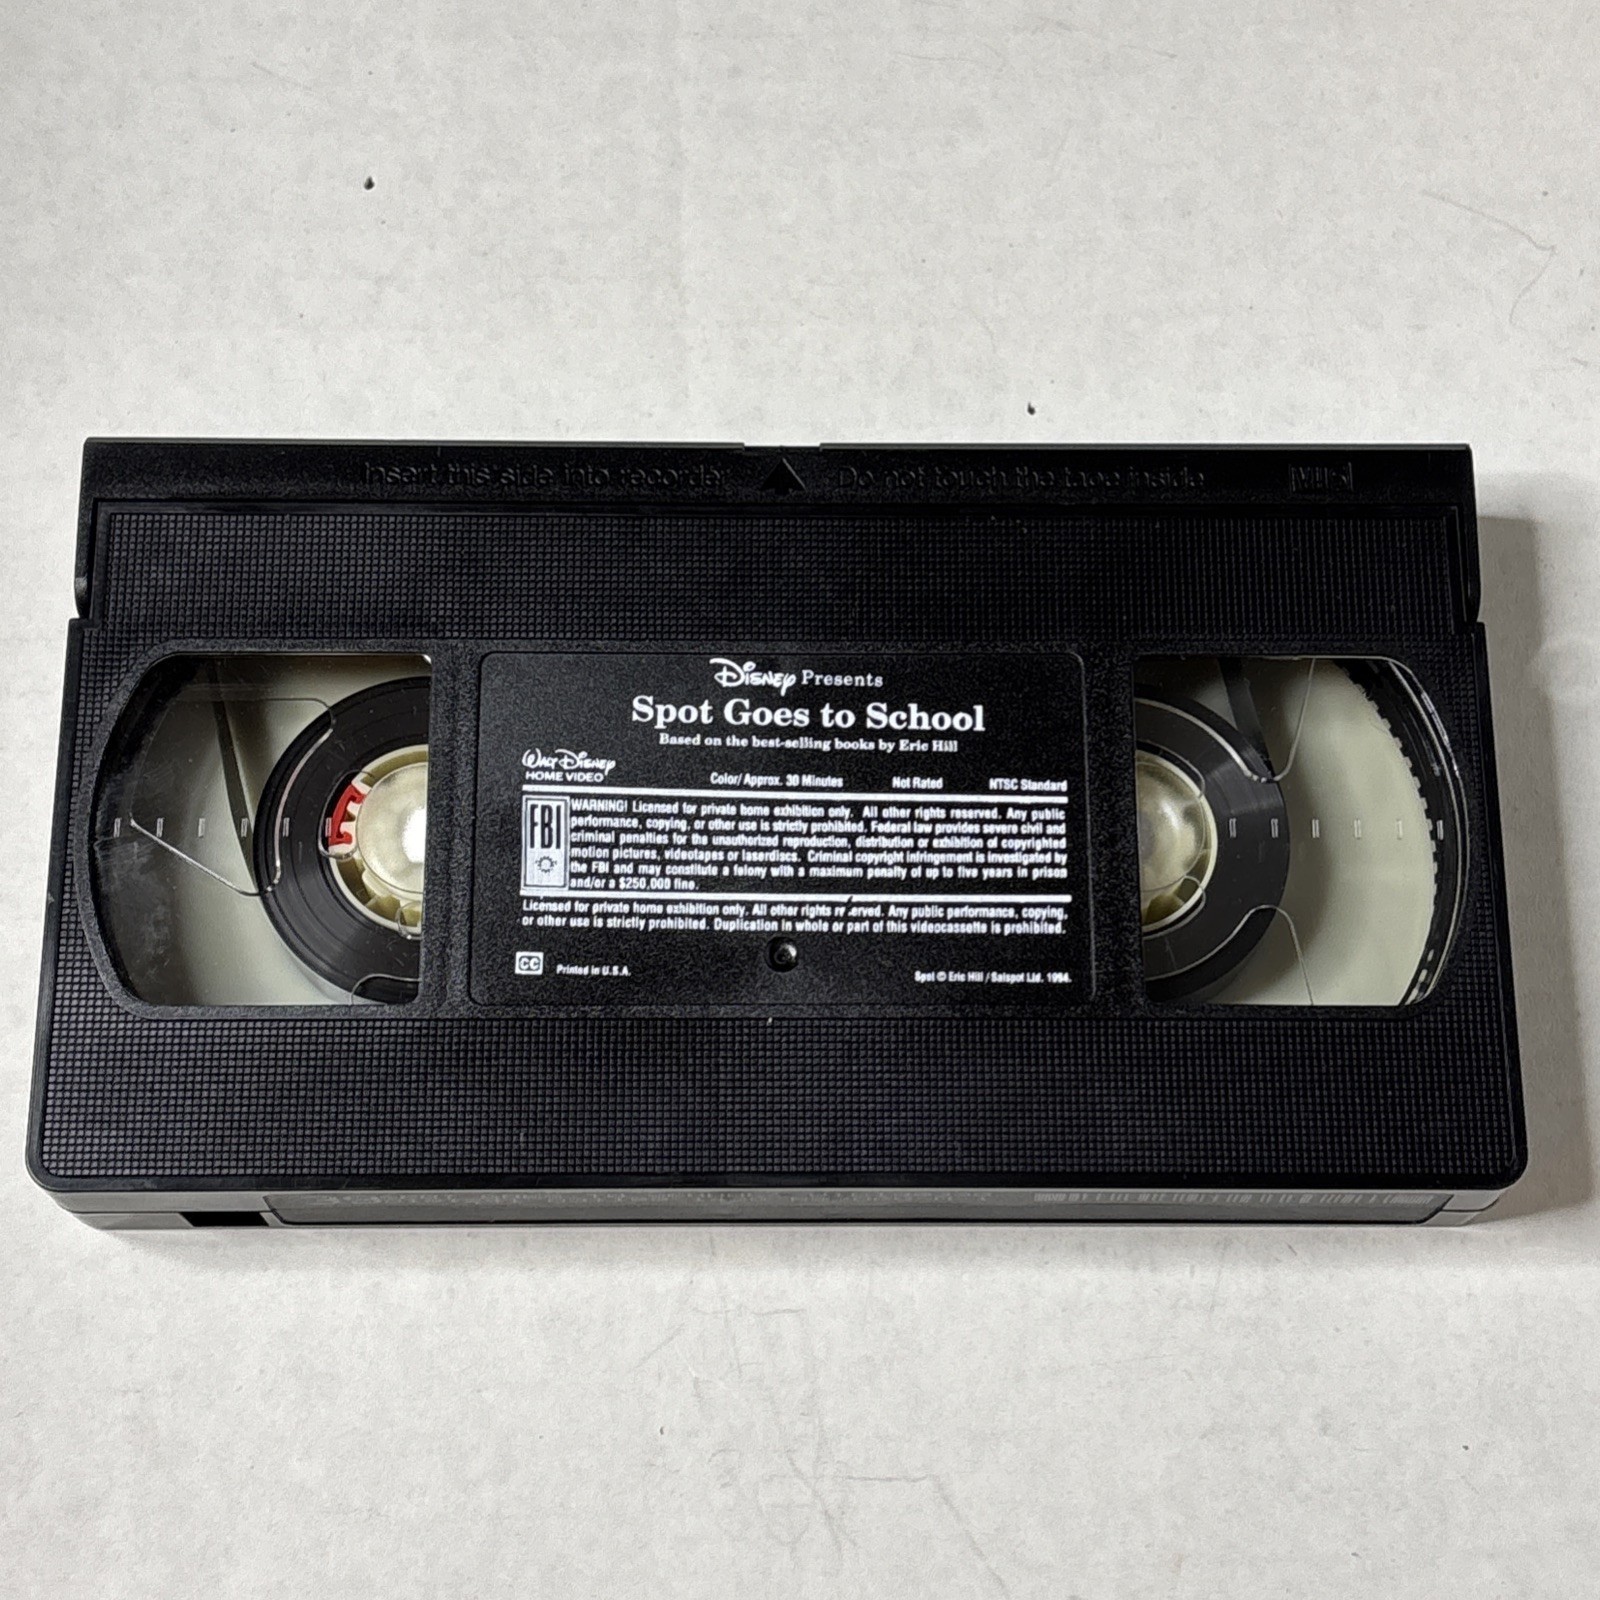 Insert this side into recorder Do not touch the tape inside VHS
Disney Presents
Spot Goes to School
Based on the best-selling books by Eric Hill
Walt Disney
HOME VIDEO
Color/Approx. 30 Minutes Not Rated NTSC Standard
FBI
WARNING! Licensed for private home exhibition only. All other rights reserved. Any public
performance, copying, or other use is strictly prohibited. Federal law provides severe civil and
criminal penalties for the unauthorized reproduction, distribution or exhibition of copyrighted
motion pictures, videotapes or laserdiscs. Criminal copyright infringement is investigated by
the FBI and may constitute a felony with a maximum penalty of up to five years in prison
and/or a $250,000 fine.
Licensed for private home exhibition only. All other rights reserved. Any public performance, copying,
or other use is strictly prohibited. Duplication in whole or part of this videocassette is prohibited.
CC Printed in U.S.A. Spot © Eric Hill / Salspot Ltd. 1994.